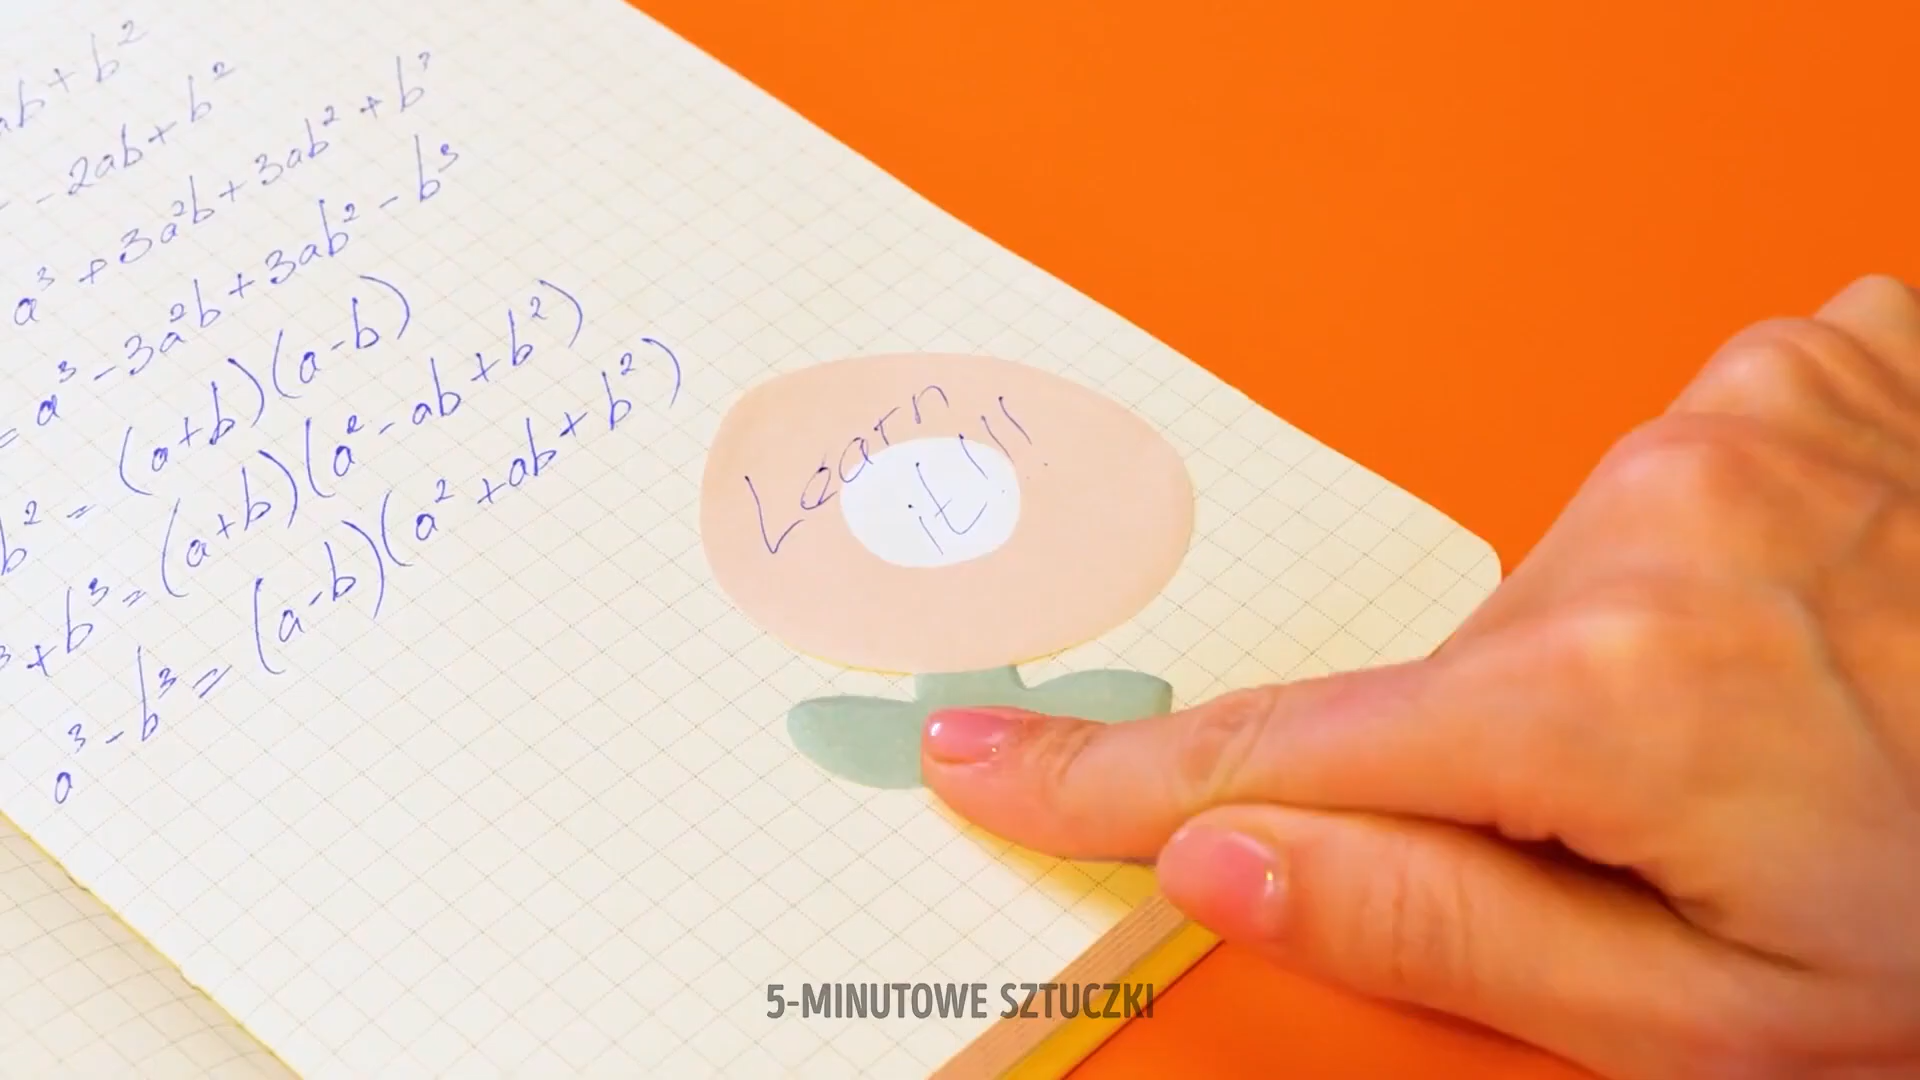 ab + b²
- 2ab + b²
a³ + 3a²b + 3ab² + b³
= a³ - 3a²b + 3ab² - b³
b² = (a+b)(a-b)
³ + b³ = (a+b)(a² - ab + b²)
a³ - b³ = (a-b)(a² + ab + b²)
Learn
it!!!
5-MINUTOWE SZTUCZKI